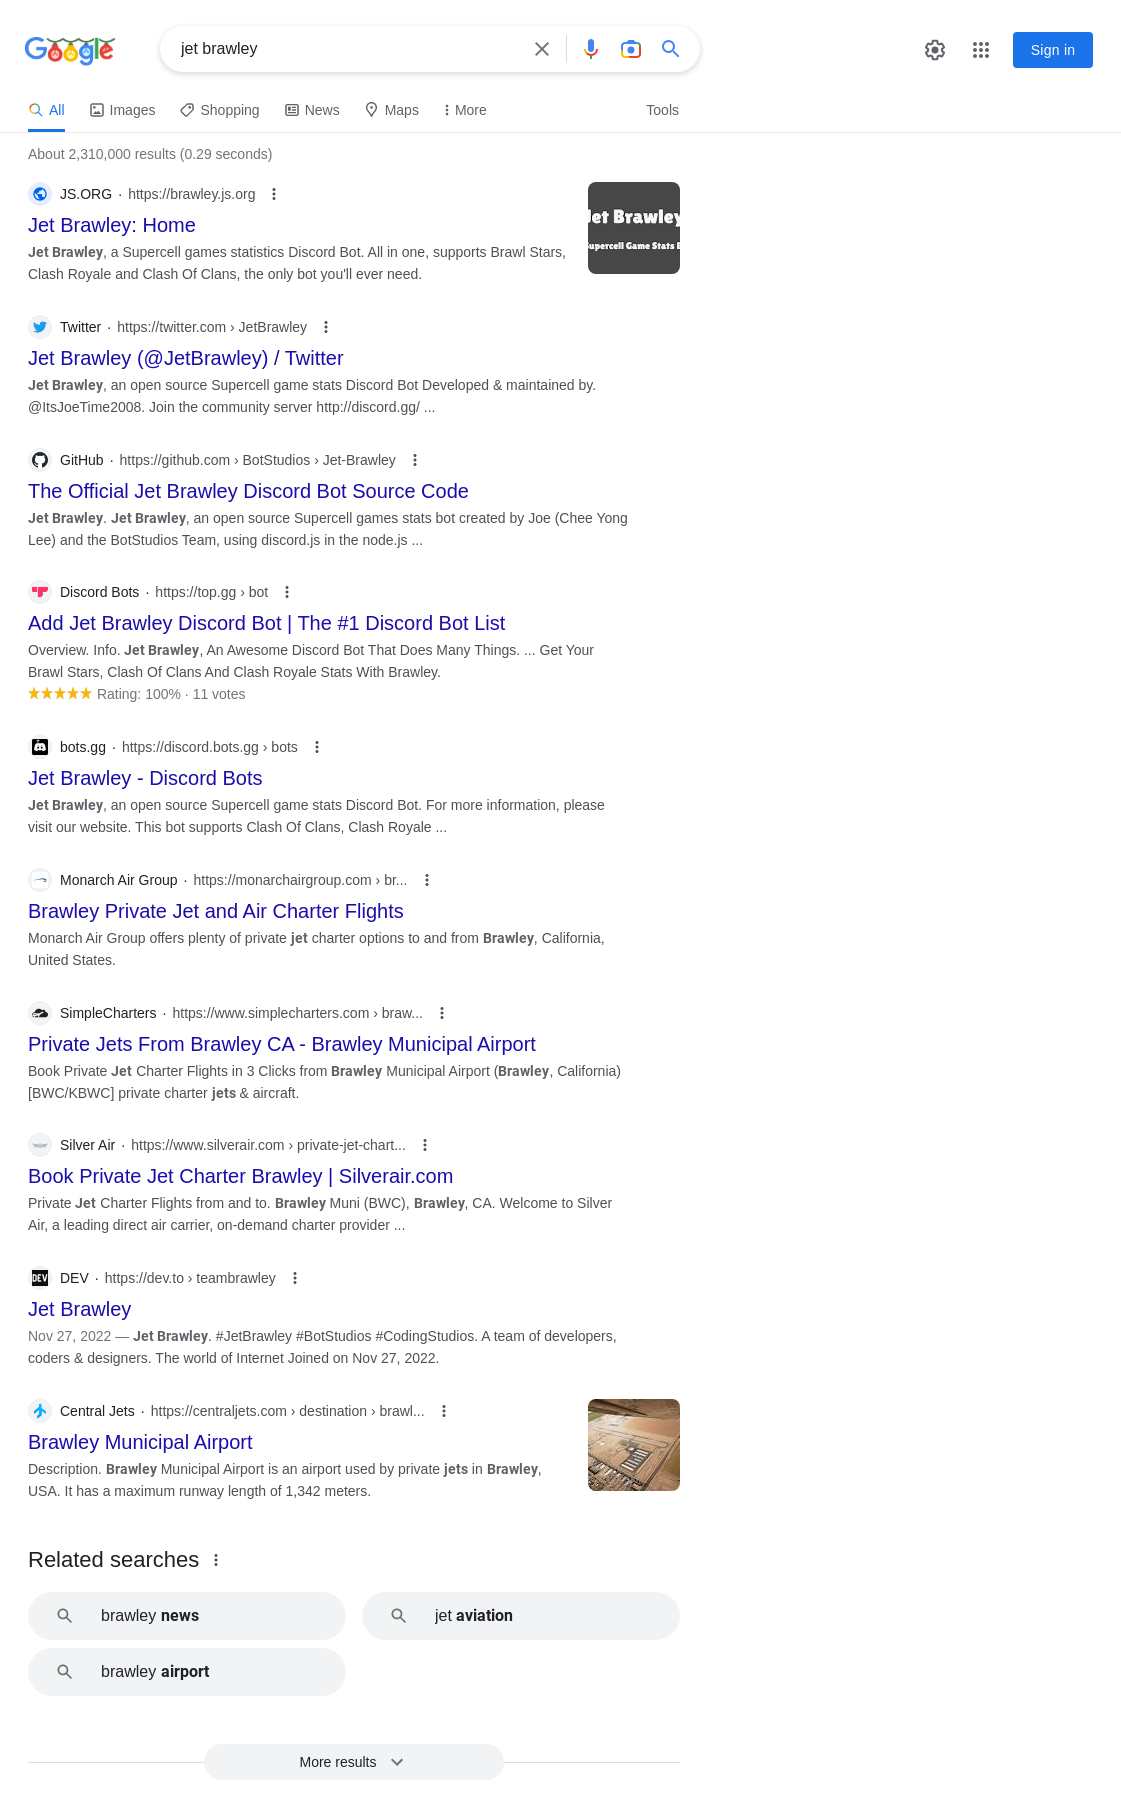 Google
jet brawley
Sign in
All Images Shopping News Maps More Tools
About 2,310,000 results (0.29 seconds)
JS.ORG · https://brawley.js.org
Jet Brawley: Home
Jet Brawley, a Supercell games statistics Discord Bot. All in one, supports Brawl Stars,
Clash Royale and Clash Of Clans, the only bot you'll ever need.
Jet Brawley
Supercell Game Stats B
Twitter · https://twitter.com › JetBrawley
Jet Brawley (@JetBrawley) / Twitter
Jet Brawley, an open source Supercell game stats Discord Bot Developed & maintained by.
@ItsJoeTime2008. Join the community server http://discord.gg/ ...
GitHub · https://github.com › BotStudios › Jet-Brawley
The Official Jet Brawley Discord Bot Source Code
Jet Brawley. Jet Brawley, an open source Supercell games stats bot created by Joe (Chee Yong
Lee) and the BotStudios Team, using discord.js in the node.js ...
Discord Bots · https://top.gg › bot
Add Jet Brawley Discord Bot | The #1 Discord Bot List
Overview. Info. Jet Brawley, An Awesome Discord Bot That Does Many Things. ... Get Your
Brawl Stars, Clash Of Clans And Clash Royale Stats With Brawley.
Rating: 100% · 11 votes
bots.gg · https://discord.bots.gg › bots
Jet Brawley - Discord Bots
Jet Brawley, an open source Supercell game stats Discord Bot. For more information, please
visit our website. This bot supports Clash Of Clans, Clash Royale ...
Monarch Air Group · https://monarchairgroup.com › br...
Brawley Private Jet and Air Charter Flights
Monarch Air Group offers plenty of private jet charter options to and from Brawley, California,
United States.
SimpleCharters · https://www.simplecharters.com › braw...
Private Jets From Brawley CA - Brawley Municipal Airport
Book Private Jet Charter Flights in 3 Clicks from Brawley Municipal Airport (Brawley, California)
[BWC/KBWC] private charter jets & aircraft.
Silver Air · https://www.silverair.com › private-jet-chart...
Book Private Jet Charter Brawley | Silverair.com
Private Jet Charter Flights from and to. Brawley Muni (BWC), Brawley, CA. Welcome to Silver
Air, a leading direct air carrier, on-demand charter provider ...
DEV DEV · https://dev.to › teambrawley
Jet Brawley
Nov 27, 2022 — Jet Brawley. #JetBrawley #BotStudios #CodingStudios. A team of developers,
coders & designers. The world of Internet Joined on Nov 27, 2022.
Central Jets · https://centraljets.com › destination › brawl...
Brawley Municipal Airport
Description. Brawley Municipal Airport is an airport used by private jets in Brawley,
USA. It has a maximum runway length of 1,342 meters.
Related searches
brawley news
jet aviation
brawley airport
More results